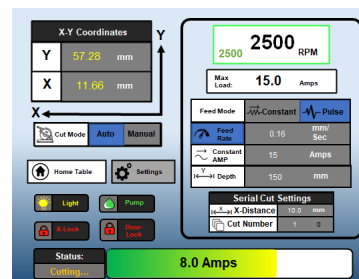 X-Y Coordinates
Y 57.28 mm
X 11.66 mm
Y
X
Cut Mode Auto Manual
Home Table Settings
Light Pump
X-Lock Door Lock
Status:
Cutting...
2500 2500 RPM
Max Load: 15.0 Amps
Feed Mode Constant Pulse
Feed Rate 0.16 mm/Sec
Constant AMP 15 Amps
Y Depth 150 mm
Serial Cut Settings
X X-Distance 10.0 mm
Cut Number 1 0
8.0 Amps